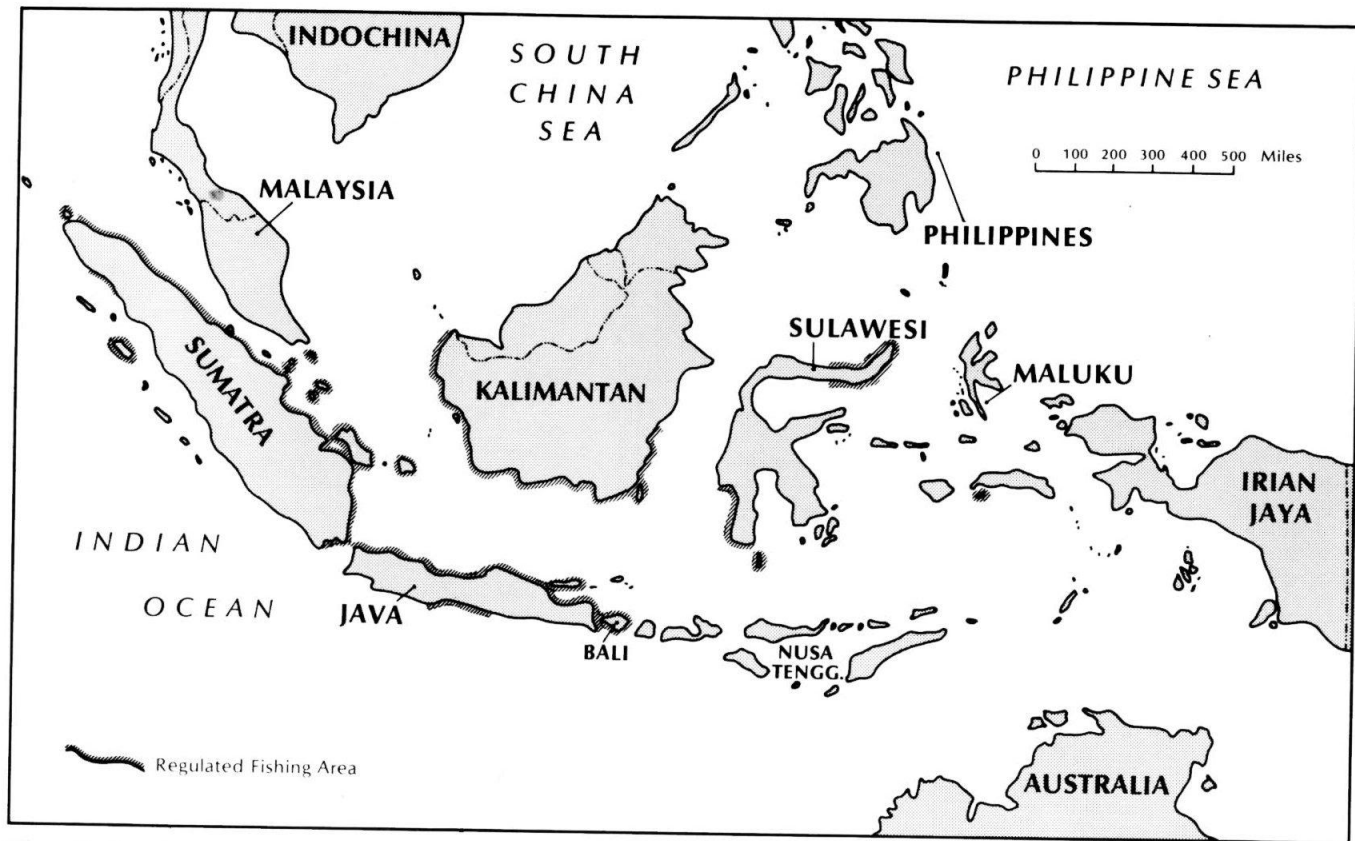 INDOCHINA
SOUTH
CHINA
SEA
PHILIPPINE SEA
0 100 200 300 400 500 Miles
MALAYSIA
PHILIPPINES
SUMATRA
SULAWESI
KALIMANTAN
MALUKU
IRIAN
JAYA
INDIAN
OCEAN
JAVA
BALI
NUSA
TENGG.
Regulated Fishing Area
AUSTRALIA